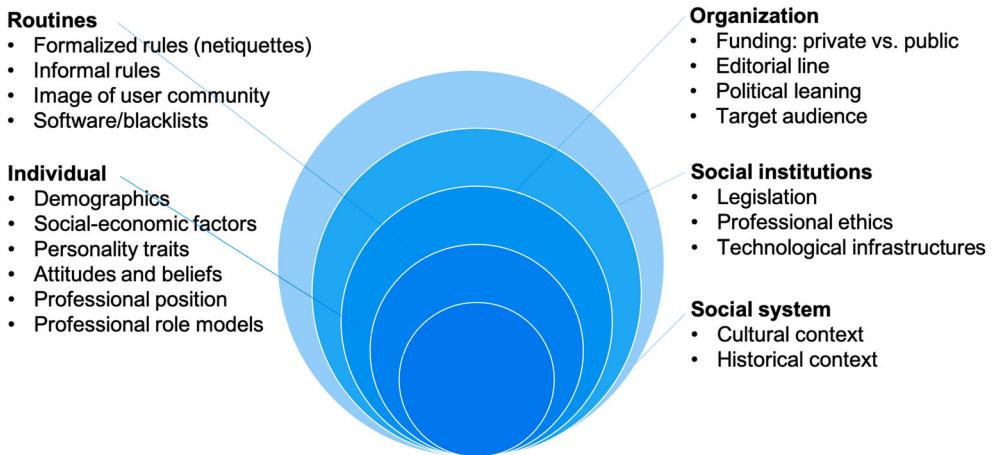 Routines
• Formalized rules (netiquettes)
• Informal rules
• Image of user community
• Software/blacklists
Individual
• Demographics
• Social-economic factors
• Personality traits
• Attitudes and beliefs
• Professional position
• Professional role models
Organization
• Funding: private vs. public
• Editorial line
• Political leaning
• Target audience
Social institutions
• Legislation
• Professional ethics
• Technological infrastructures
Social system
• Cultural context
• Historical context